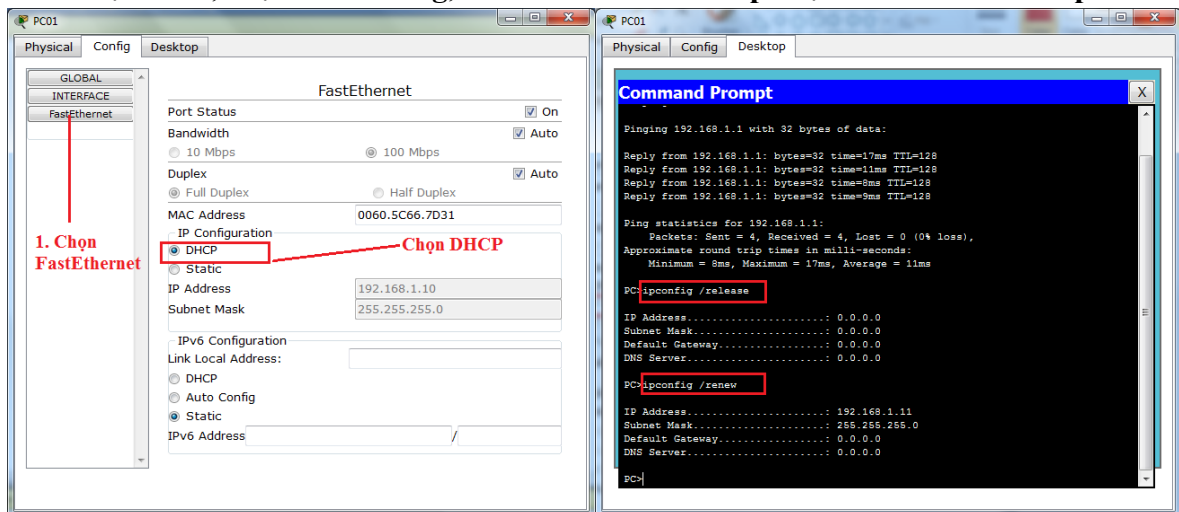 PC01
Physical Config Desktop
GLOBAL
INTERFACE
FastEthernet
FastEthernet
Port Status On
Bandwidth Auto
10 Mbps 100 Mbps
Duplex Auto
Full Duplex Half Duplex
MAC Address 0060.5C66.7D31
IP Configuration
DHCP
Static
IP Address 192.168.1.10
Subnet Mask 255.255.255.0
IPv6 Configuration
Link Local Address:
DHCP
Auto Config
Static
IPv6 Address /
1. Chọn
FastEthernet
Chọn DHCP
PC01
Physical Config Desktop
Command Prompt X
Pinging 192.168.1.1 with 32 bytes of data:
Reply from 192.168.1.1: bytes=32 time=17ms TTL=128
Reply from 192.168.1.1: bytes=32 time=11ms TTL=128
Reply from 192.168.1.1: bytes=32 time=8ms TTL=128
Reply from 192.168.1.1: bytes=32 time=9ms TTL=128
Ping statistics for 192.168.1.1:
Packets: Sent = 4, Received = 4, Lost = 0 (0% loss),
Approximate round trip times in milli-seconds:
Minimum = 8ms, Maximum = 17ms, Average = 11ms
PC>ipconfig /release
IP Address......................: 0.0.0.0
Subnet Mask.....................: 0.0.0.0
Default Gateway.................: 0.0.0.0
DNS Server......................: 0.0.0.0
PC>ipconfig /renew
IP Address......................: 192.168.1.11
Subnet Mask.....................: 255.255.255.0
Default Gateway.................: 0.0.0.0
DNS Server......................: 0.0.0.0
PC>